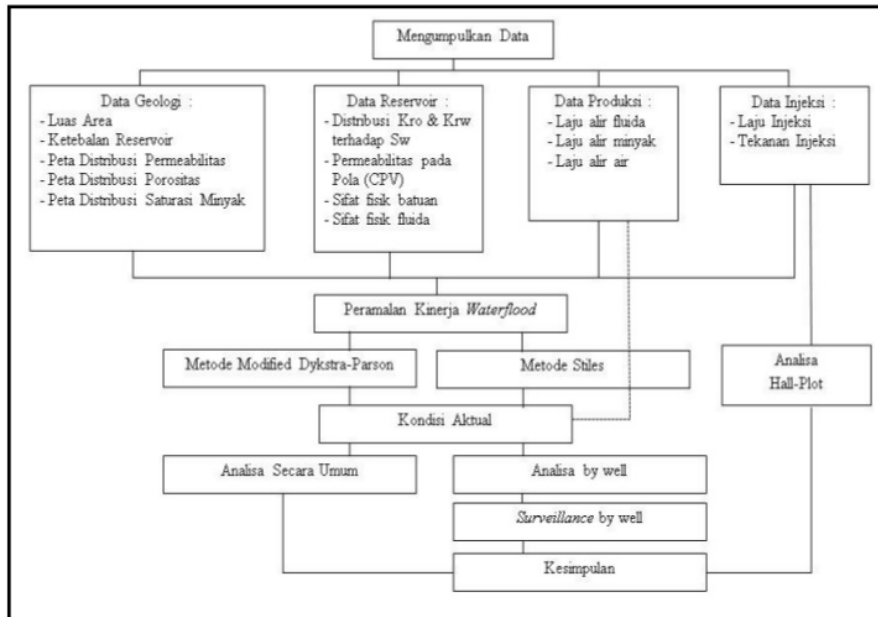 Mengumpulkan Data
Data Geologi :
- Luas Area
- Ketebalan Reservoir
- Peta Distribusi Permeabilitas
- Peta Distribusi Porositas
- Peta Distribusi Saturasi Minyak
Data Reservoir :
- Distribusi Kro & Krw
terhadap Sw
- Permeabilitas pada
Pola (CPV)
- Sifat fisik batuan
- Sifat fisik fluida
Data Produksi :
- Laju alir fluida
- Laju alir minyak
- Laju alir air
Data Injeksi :
- Laju Injeksi
- Tekanan Injeksi
Peramalan Kinerja Waterflood
Metode Modified Dykstra-Parson
Metode Stiles
Analisa
Hall-Plot
Kondisi Aktual
Analisa Secara Umum
Analisa by well
Surveillance by well
Kesimpulan